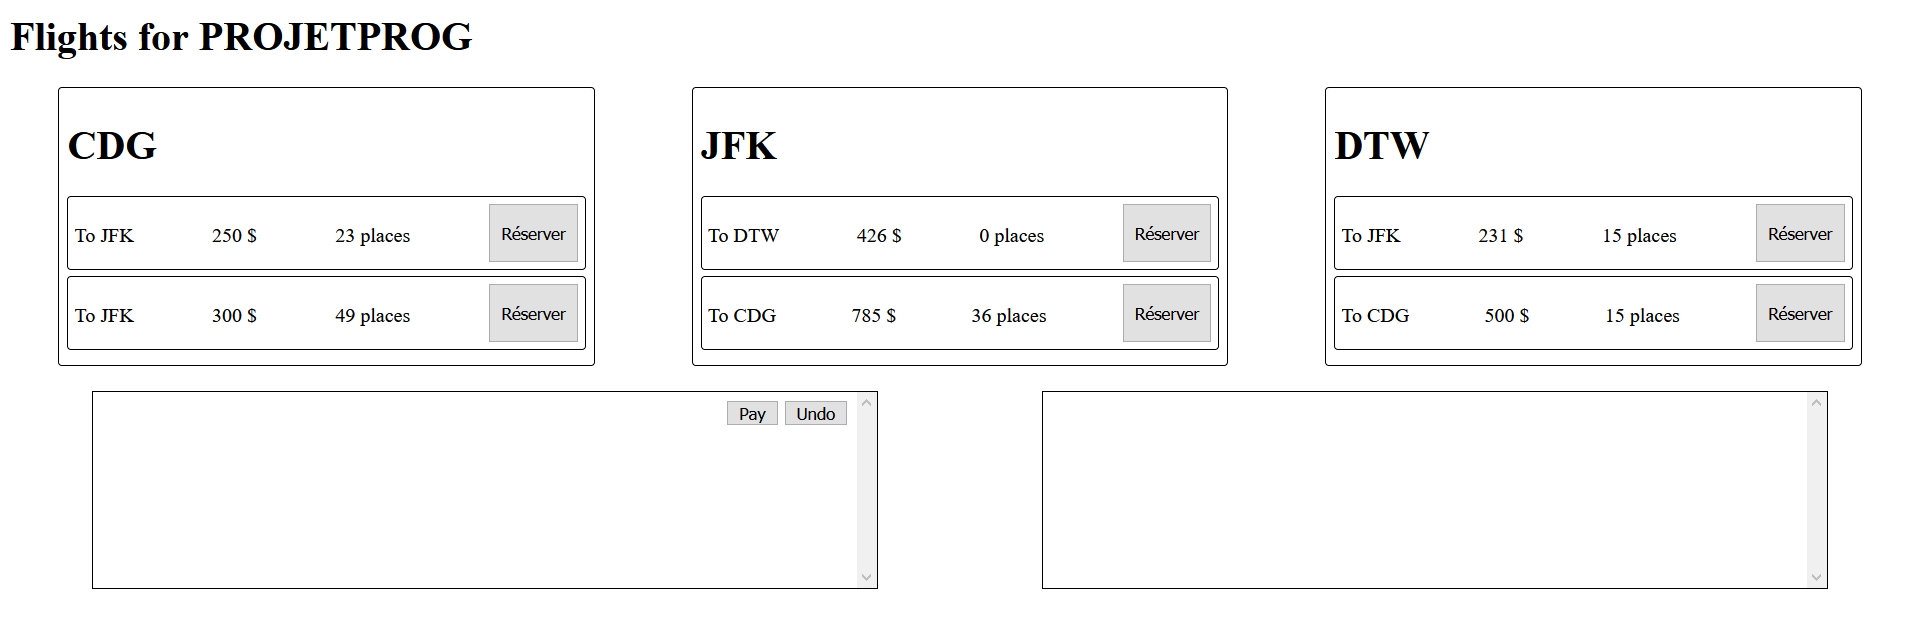 Flights for PROJETPROG
CDG
To JFK 250 $ 23 places Réserver
To JFK 300 $ 49 places Réserver
JFK
To DTW 426 $ 0 places Réserver
To CDG 785 $ 36 places Réserver
DTW
To JFK 231 $ 15 places Réserver
To CDG 500 $ 15 places Réserver
Pay Undo